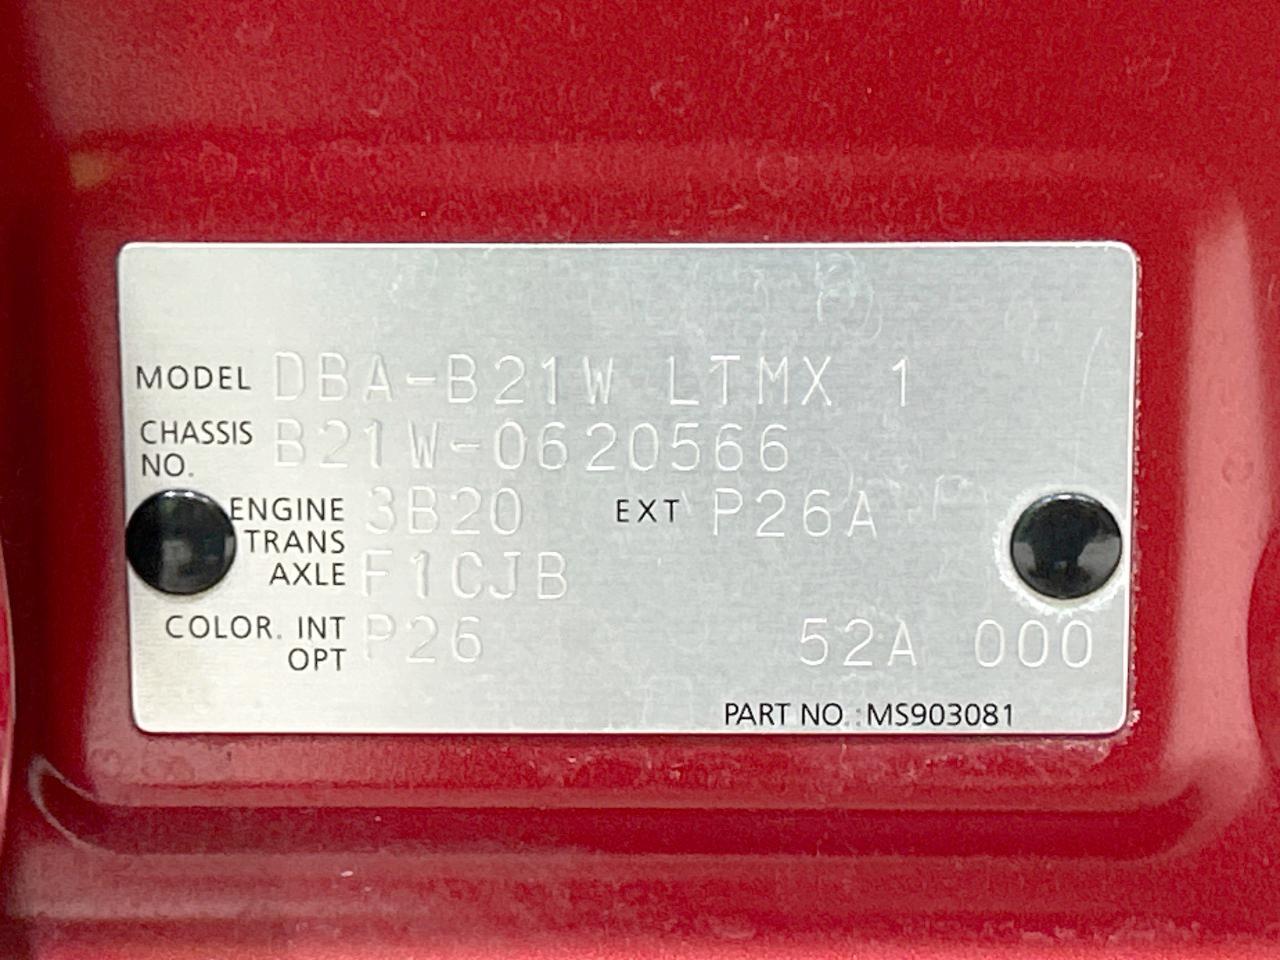 MODEL DBA-B21W LTMX 1
CHASSIS NO. B21W-0620566
ENGINE 3B20 EXT P26A
TRANS AXLE F1CJB
COLOR. INT OPT P26 52A 000
PART NO.:MS903081